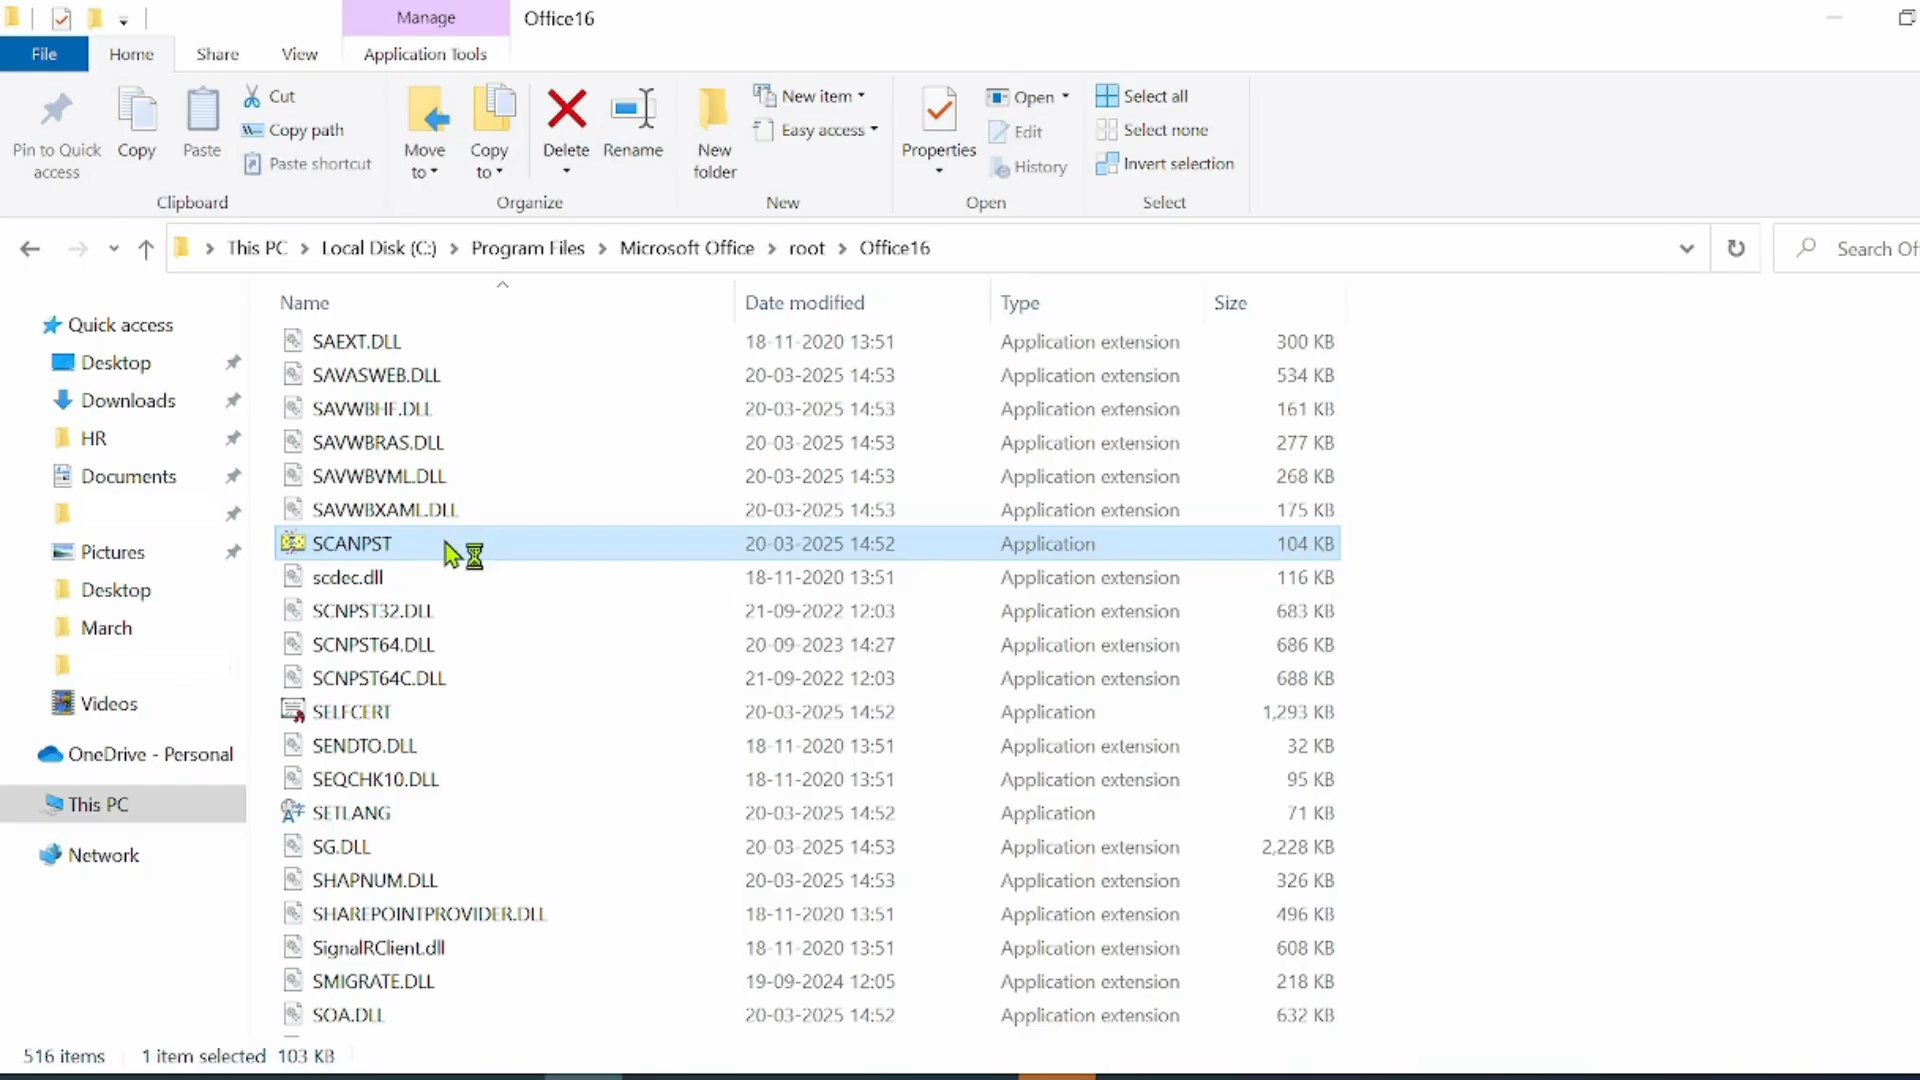 Manage
Office16
File
Home
Share
View
Application Tools
Pin to Quick access
Copy
Paste
Cut
Copy path
Paste shortcut
Clipboard
Move to
Copy to
Delete
Rename
Organize
New folder
New item
Easy access
New
Properties
Open
Edit
History
Open
Select all
Select none
Invert selection
Select
This PC
Local Disk (C:)
Program Files
Microsoft Office
root
Office16
Search Of
Quick access
Desktop
Downloads
HR
Documents
Pictures
Desktop
March
Videos
OneDrive - Personal
This PC
Network
Name Date modified Type Size
SAEXT.DLL 18-11-2020 13:51 Application extension 300 KB
SAVASWEB.DLL 20-03-2025 14:53 Application extension 534 KB
SAVWBHF.DLL 20-03-2025 14:53 Application extension 161 KB
SAVWBRAS.DLL 20-03-2025 14:53 Application extension 277 KB
SAVWBVML.DLL 20-03-2025 14:53 Application extension 268 KB
SAVWBXAML.DLL 20-03-2025 14:53 Application extension 175 KB
SCANPST 20-03-2025 14:52 Application 104 KB
scdec.dll 18-11-2020 13:51 Application extension 116 KB
SCNPST32.DLL 21-09-2022 12:03 Application extension 683 KB
SCNPST64.DLL 20-09-2023 14:27 Application extension 686 KB
SCNPST64C.DLL 21-09-2022 12:03 Application extension 688 KB
SELFCERT 20-03-2025 14:52 Application 1,293 KB
SENDTO.DLL 18-11-2020 13:51 Application extension 32 KB
SEQCHK10.DLL 18-11-2020 13:51 Application extension 95 KB
SETLANG 20-03-2025 14:52 Application 71 KB
SG.DLL 20-03-2025 14:53 Application extension 2,228 KB
SHAPNUM.DLL 20-03-2025 14:53 Application extension 326 KB
SHAREPOINTPROVIDER.DLL 18-11-2020 13:51 Application extension 496 KB
SignalRClient.dll 18-11-2020 13:51 Application extension 608 KB
SMIGRATE.DLL 19-09-2024 12:05 Application extension 218 KB
SOA.DLL 20-03-2025 14:52 Application extension 632 KB
516 items 1 item selected 103 KB